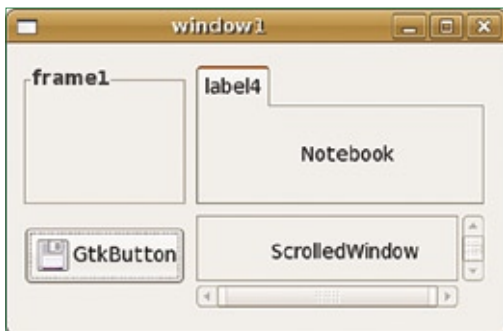 window1
frame1
label4
Notebook
GtkButton
ScrolledWindow